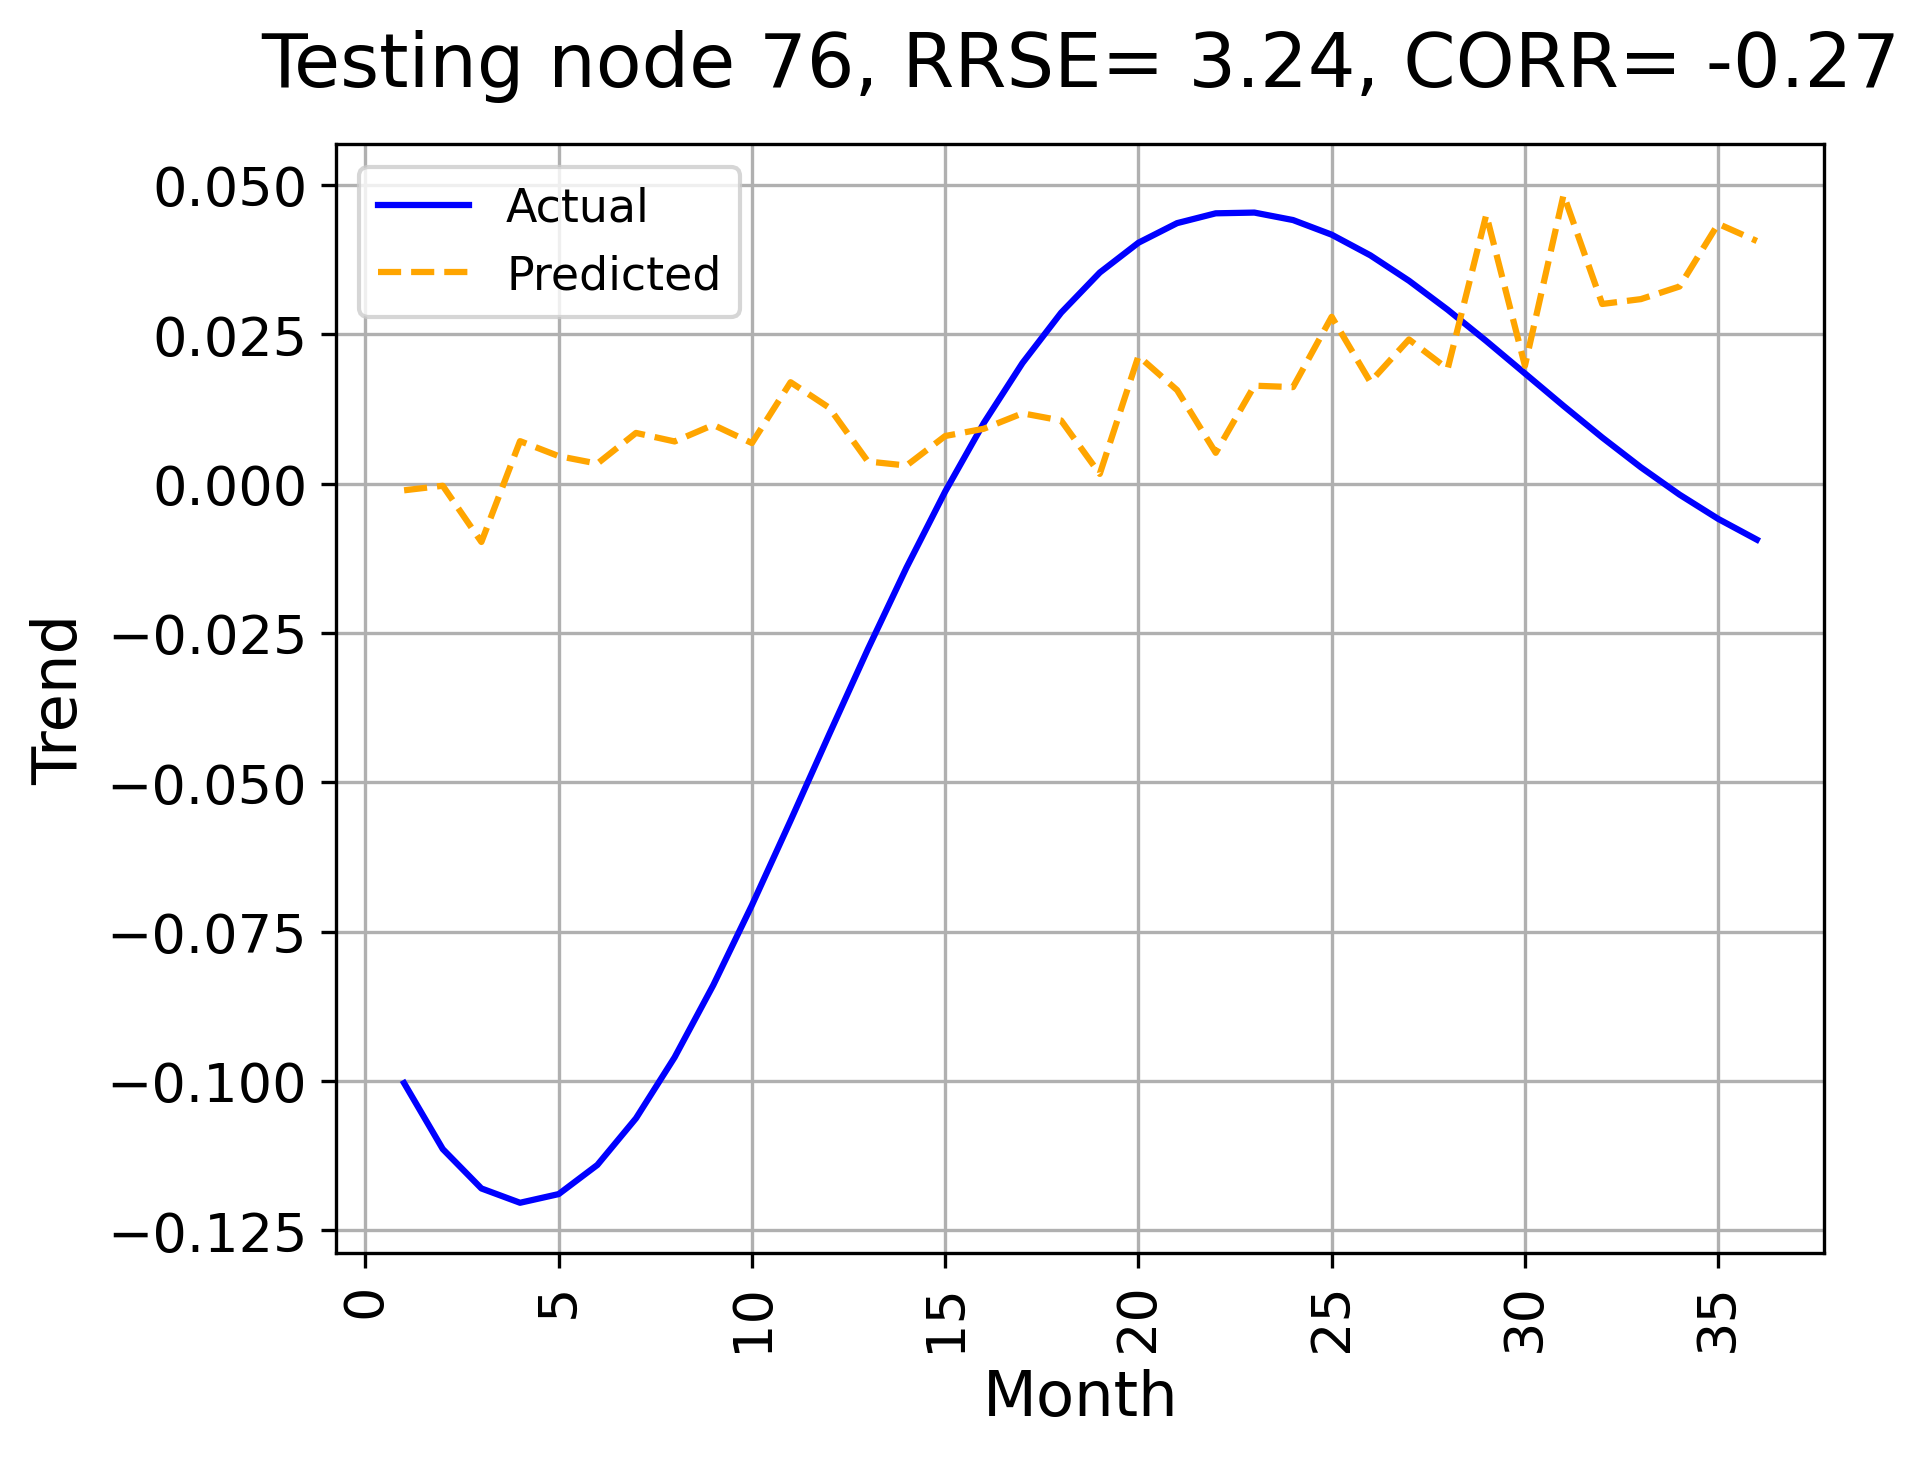 Testing node 76, RRSE= 3.24, CORR= -0.27
Actual
Predicted
0.050
0.025
0.000
−0.025
−0.050
−0.075
−0.100
−0.125
Trend
0 5 10 15 20 25 30 35
Month